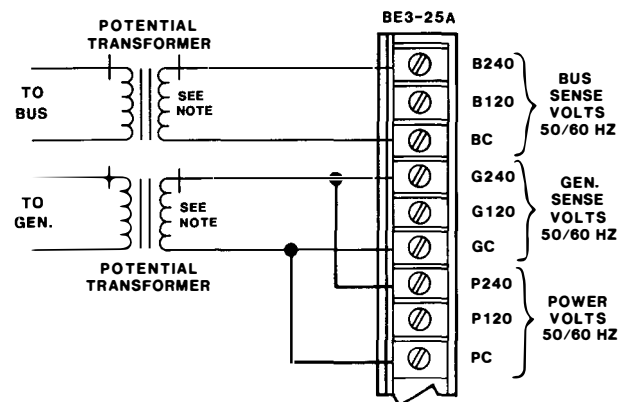 BE3-25A
POTENTIAL
TRANSFORMER
TO
BUS
SEE
NOTE
B240
B120
BC
BUS
SENSE
VOLTS
50/60 HZ
TO
GEN.
SEE
NOTE
G240
G120
GC
GEN.
SENSE
VOLTS
50/60 HZ
POTENTIAL
TRANSFORMER
P240
P120
PC
POWER
VOLTS
50/60 HZ